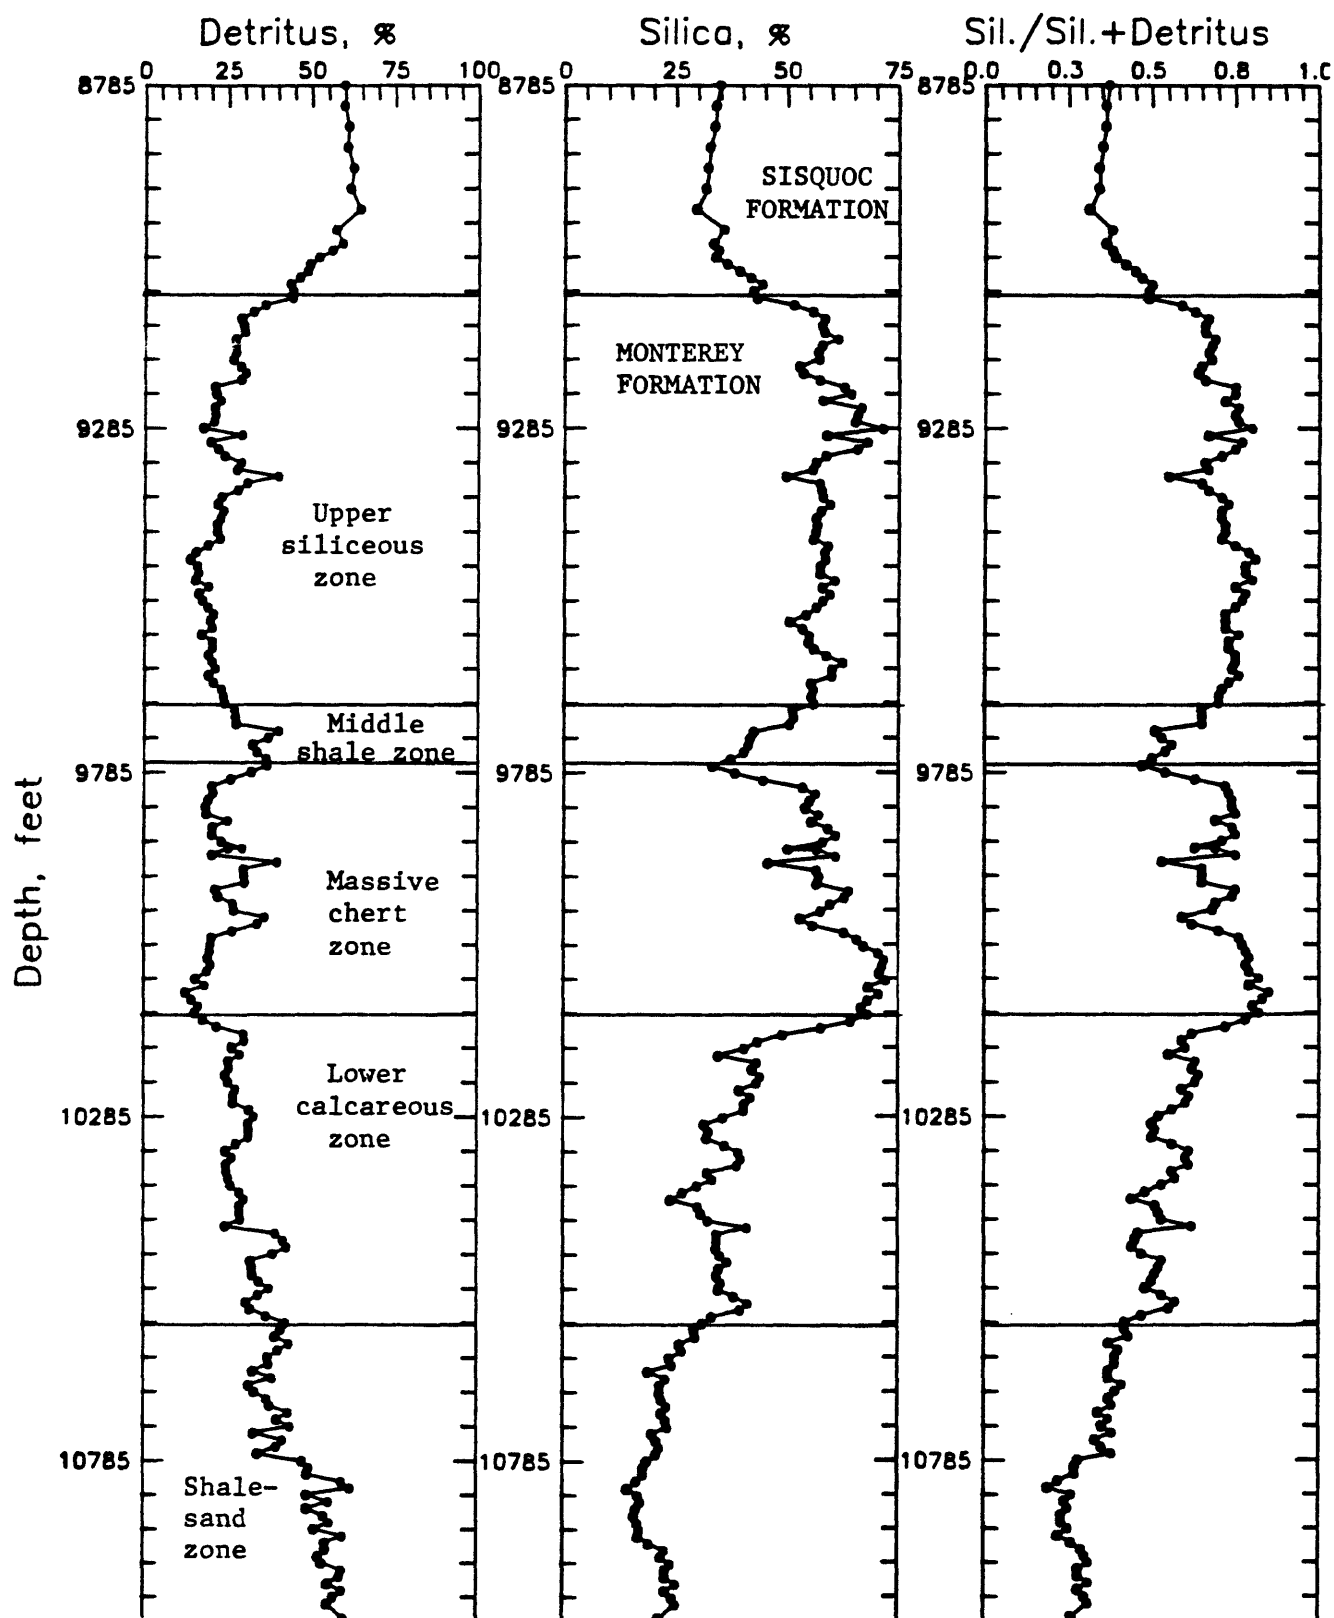 Detritus, %
Silica, %
Sil./Sil.+Detritus
0 25 50 75 100
0 25 50 75
0.0 0.3 0.5 0.8 1.0
8785
8785
8785
SISQUOC
FORMATION
MONTEREY
FORMATION
9285
9285
9285
Upper
siliceous
zone
Middle
shale zone
9785
9785
9785
Depth, feet
Massive
chert
zone
Lower
calcareous
zone
10285
10285
10285
10785
10785
10785
Shale-
sand
zone